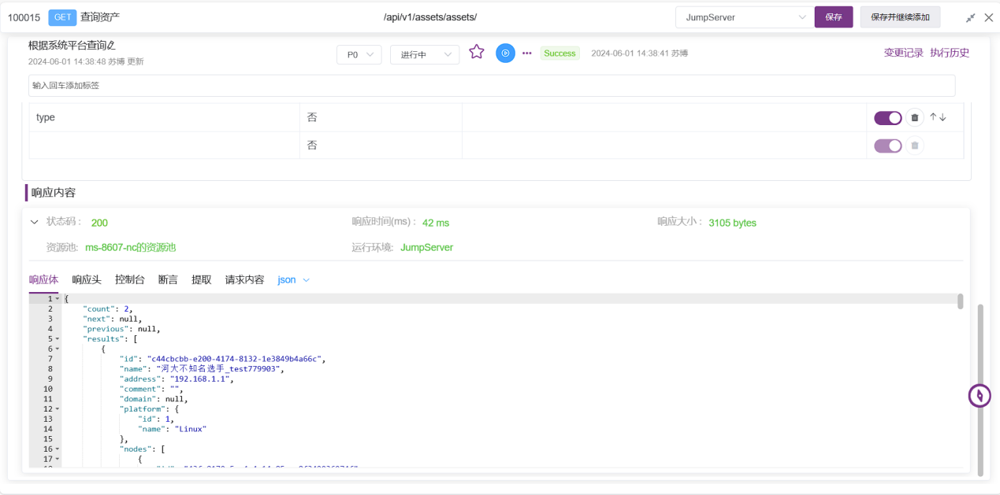 100015 GET 查询资产 /api/v1/assets/assets/ JumpServer 保存 保存并继续添加
根据系统平台查询
2024-06-01 14:38:48 苏博 更新 P0 进行中 Success 2024-06-01 14:38:41 苏博 变更记录 执行历史
输入回车添加标签
type 否
否
响应内容
状态码： 200 响应时间(ms)： 42 ms 响应大小： 3105 bytes
资源池: ms-8607-nc的资源池 运行环境: JumpServer
响应体 响应头 控制台 断言 提取 请求内容 json
1 {
2 "count": 2,
3 "next": null,
4 "previous": null,
5 "results": [
6 {
7 "id": "c44cbcbb-e200-4174-8132-1e3849b4a66c",
8 "name": "河大不知名选手_test779903",
9 "address": "192.168.1.1",
10 "comment": "",
11 "domain": null,
12 "platform": {
13 "id": 1,
14 "name": "Linux"
15 },
16 "nodes": [
17 {